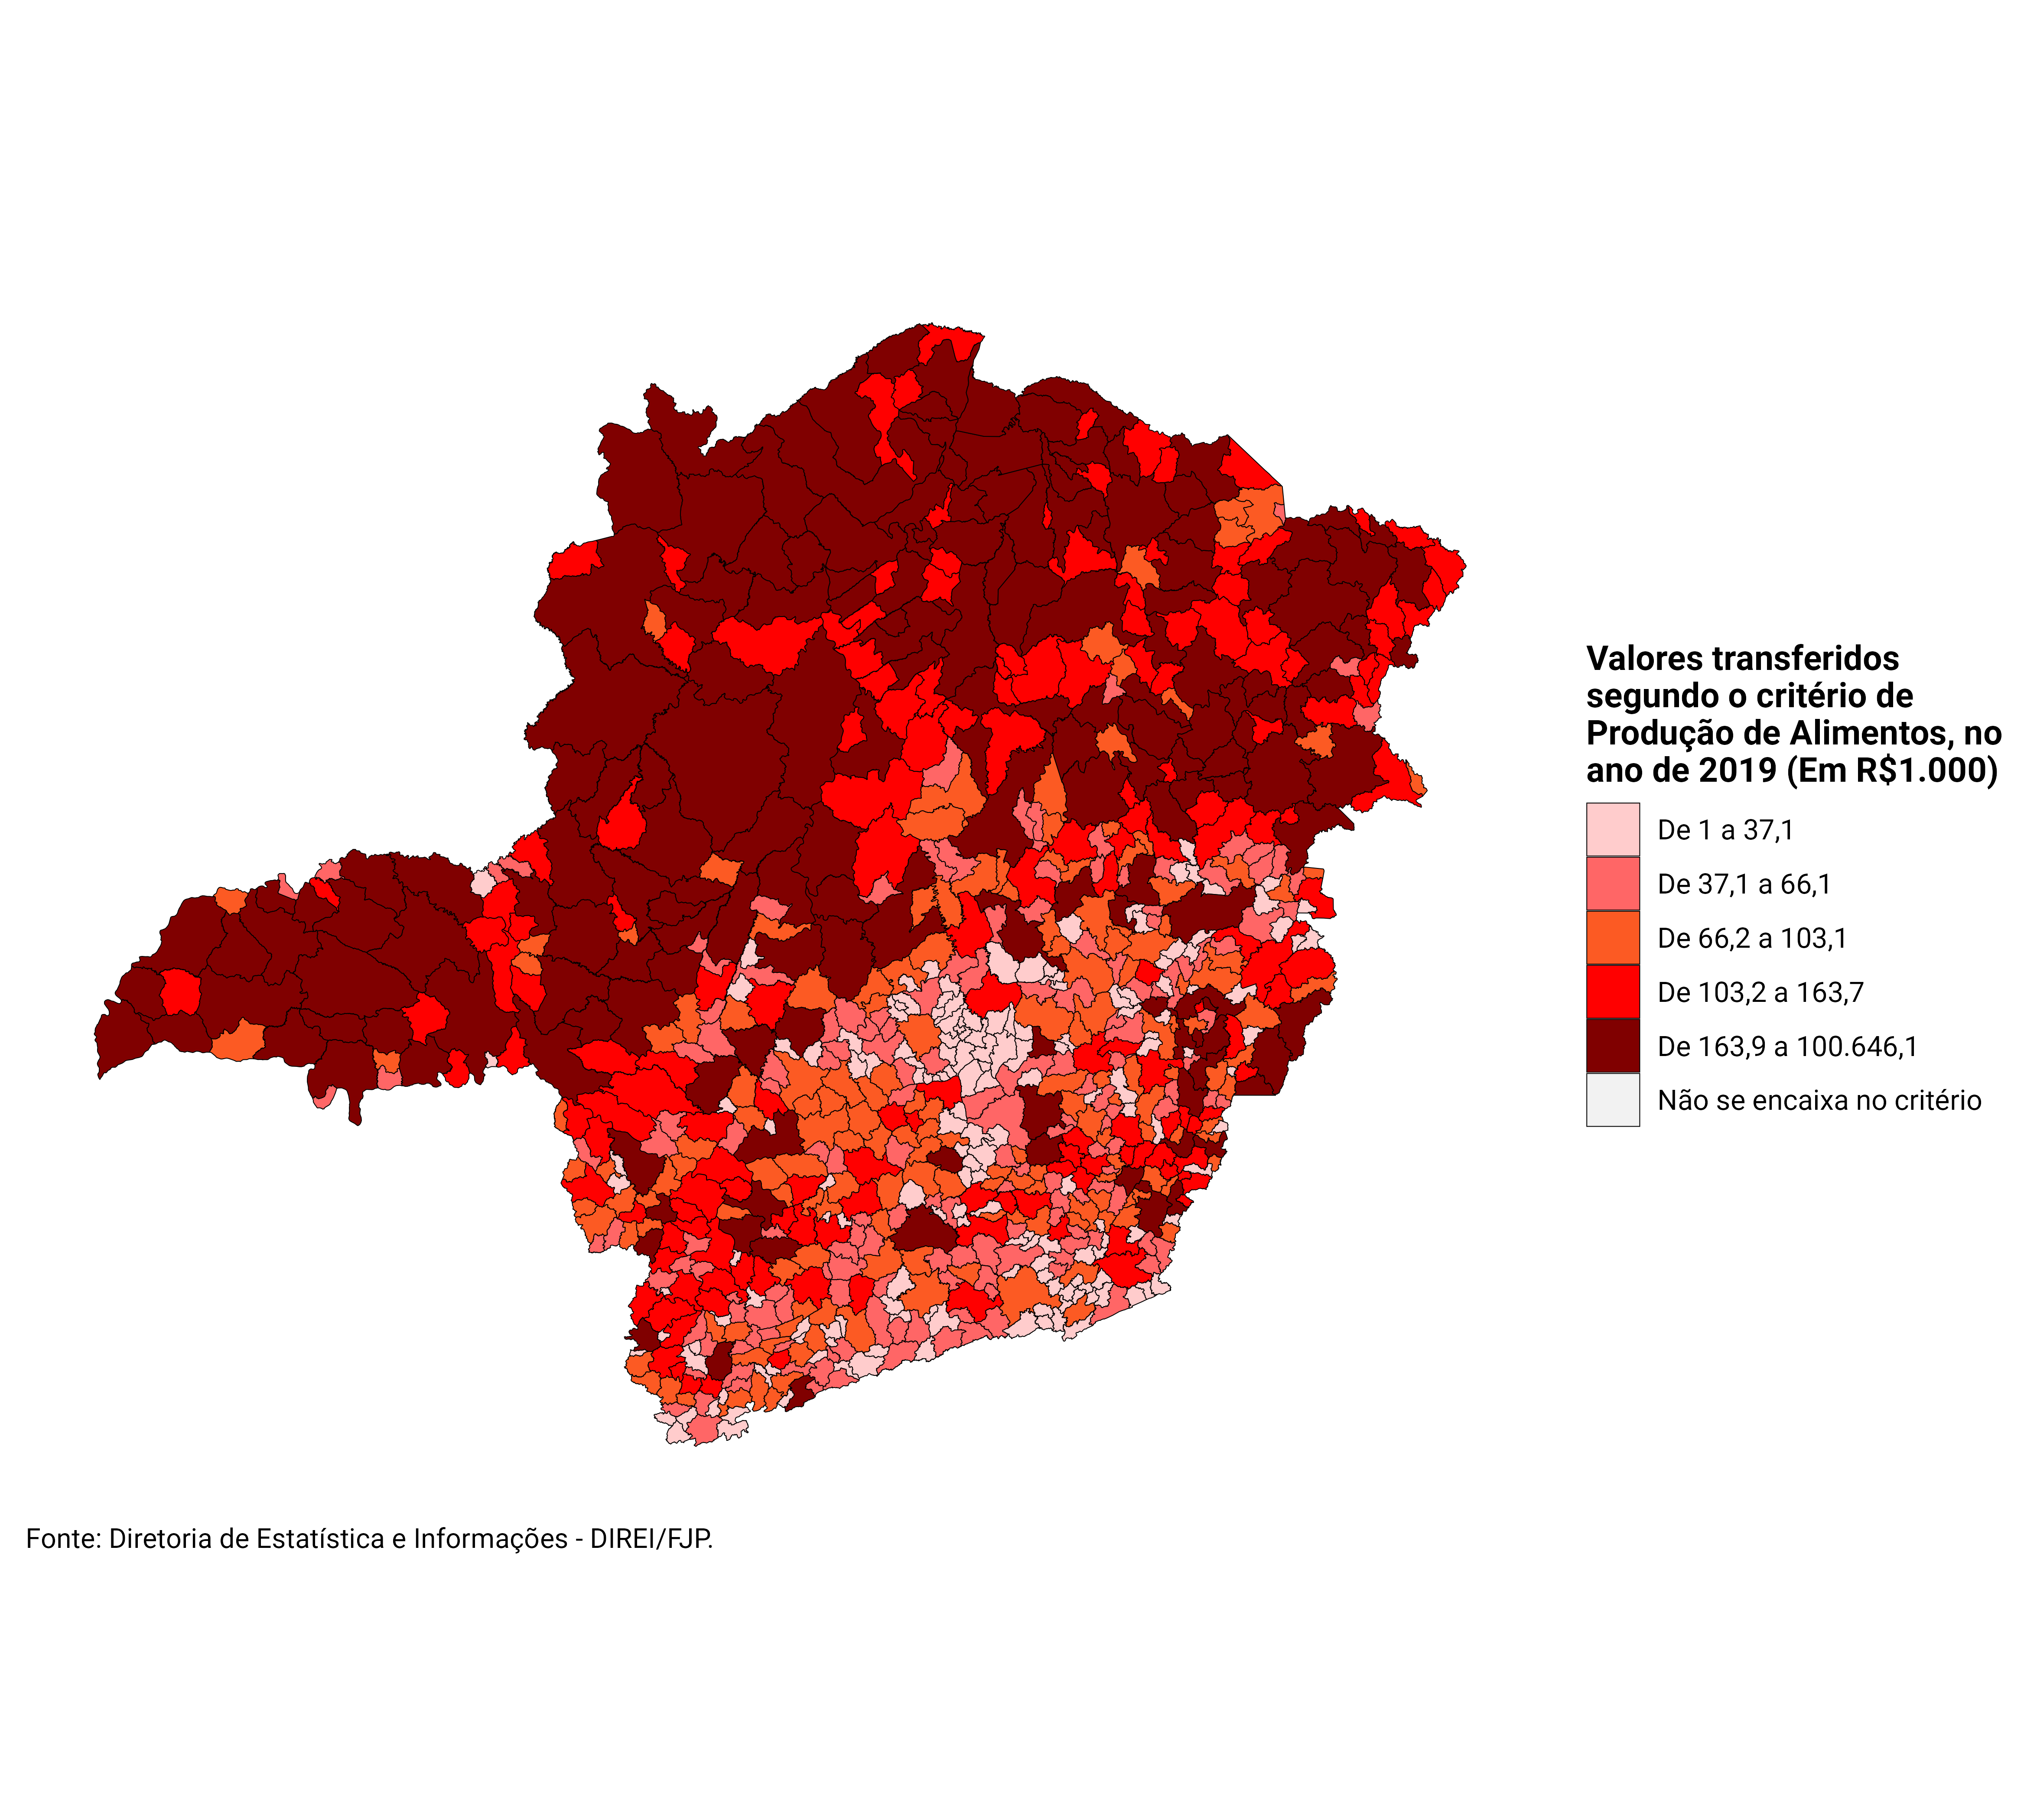 Valores transferidos
segundo o critério de
Produção de Alimentos, no
ano de 2019 (Em R$1.000)
De 1 a 37,1
De 37,1 a 66,1
De 66,2 a 103,1
De 103,2 a 163,7
De 163,9 a 100.646,1
Não se encaixa no critério
Fonte: Diretoria de Estatística e Informações - DIREI/FJP.